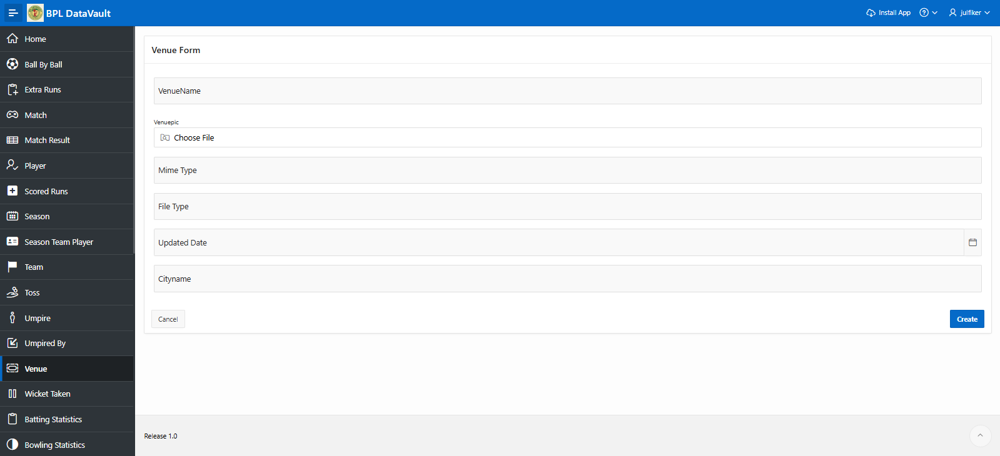 BPL DataVault
Install App
julfiker
Home
Ball By Ball
Extra Runs
Match
Match Result
Player
Scored Runs
Season
Season Team Player
Team
Toss
Umpire
Umpired By
Venue
Wicket Taken
Batting Statistics
Bowling Statistics
Venue Form
VenueName
Venuepic
Choose File
Mime Type
File Type
Updated Date
Cityname
Cancel
Create
Release 1.0